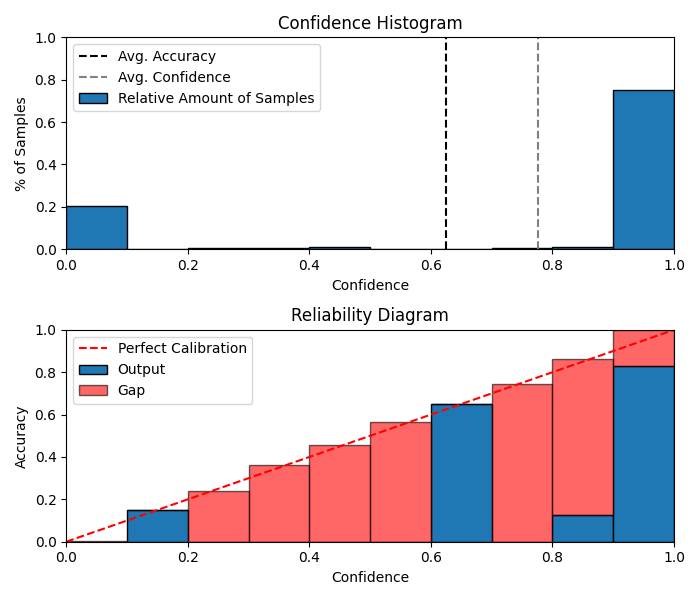 Confidence Histogram
1.0
0.8
0.6
0.4
0.2
0.0
% of Samples
Avg. Accuracy
Avg. Confidence
Relative Amount of Samples
0.0 0.2 0.4 0.6 0.8 1.0
Confidence
Reliability Diagram
1.0
0.8
0.6
0.4
0.2
0.0
Accuracy
Perfect Calibration
Output
Gap
0.0 0.2 0.4 0.6 0.8 1.0
Confidence